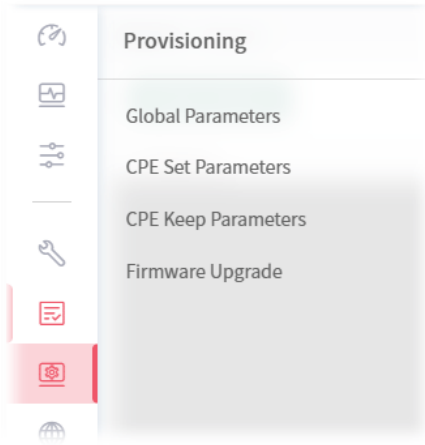 Provisioning
Global Parameters
CPE Set Parameters
CPE Keep Parameters
Firmware Upgrade